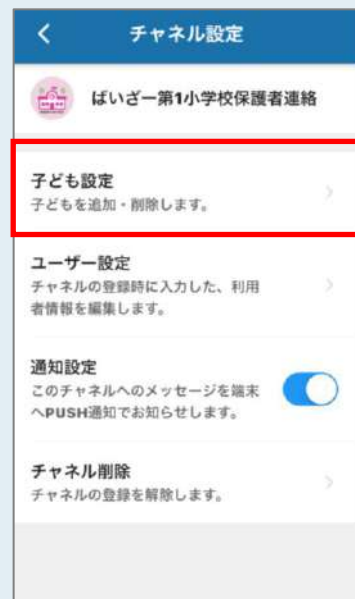 チャネル設定
ばいざー第1小学校保護者連絡
子ども設定
子どもを追加・削除します。
ユーザー設定
チャネルの登録時に入力した、利用
者情報を編集します。
通知設定
このチャネルへのメッセージを端末
へPUSH通知でお知らせします。
チャネル削除
チャネルの登録を解除します。